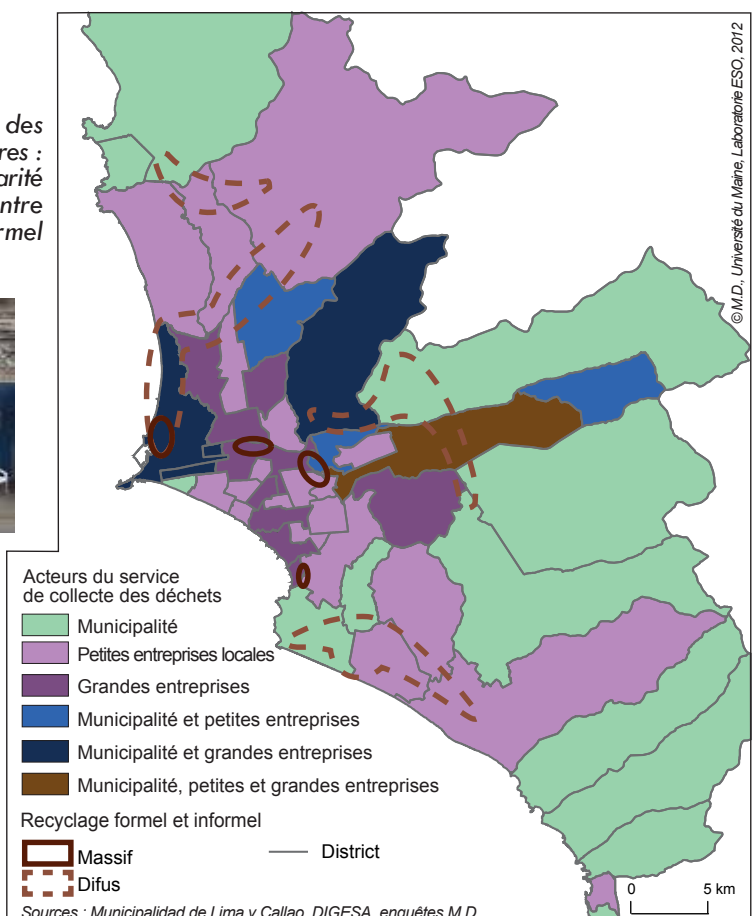 des
res :
arité
entre
rmel
© M.D., Université du Maine, Laboratoire ESO, 2012
Acteurs du service
de collecte des déchets
Municipalité
Petites entreprises locales
Grandes entreprises
Municipalité et petites entreprises
Municipalité et grandes entreprises
Municipalité, petites et grandes entreprises
Recyclage formel et informel
Massif
District
Difus
0 5 km
Sources : Municipalidad de Lima y Callao, DIGESA, enquêtes M.D.